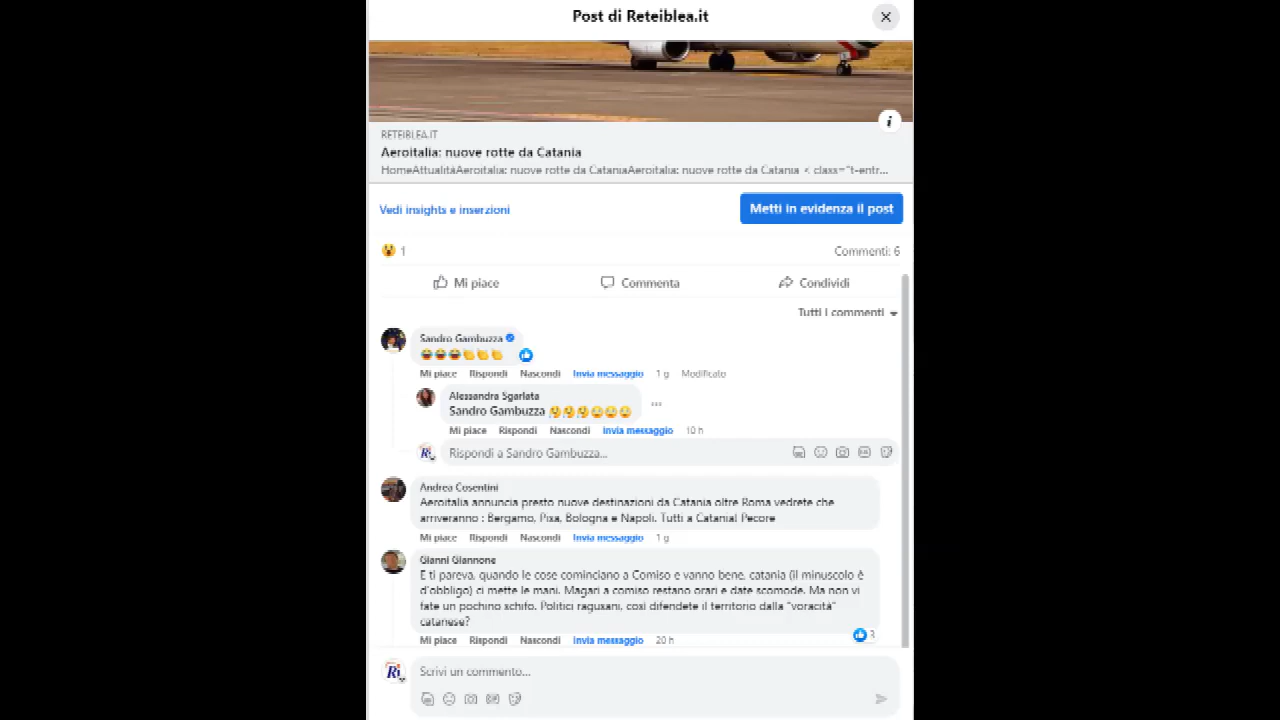 Post di Reteiblea.it
RETEIBLEA.IT
Aeroitalia: nuove rotte da Catania
HomeAttualitàAeroitalia: nuove rotte da CataniaAeroitalia: nuove rotte da Catania < class="t-entr...
Vedi insights e inserzioni
Metti in evidenza il post
😮 1
Commenti: 6
Mi piace
Commenta
Condividi
Tutti i commenti
Sandro Gambuzza
😂😂😂👏👏👏
Mi piace Rispondi Nascondi Invia messaggio 1 g Modificato
Alessandra Sgarlata
Sandro Gambuzza
Mi piace Rispondi Nascondi Invia messaggio 10 h
Ri
Rispondi a Sandro Gambuzza...
Andrea Cosentini
Aeroitalia annuncia presto nuove destinazioni da Catania oltre Roma vedrete che
arriveranno : Bergamo, Pisa, Bologna e Napoli. Tutti a Catania! Pecore
Mi piace Rispondi Nascondi Invia messaggio 1 g
Gianni Giannone
E ti pareva, quando le cose cominciano a Comiso e vanno bene, catania (il minuscolo è
d'obbligo) ci mette le mani. Magari a comiso restano orari e date scomode. Ma non vi
fate un pochino schifo. Politici ragusani, così difendete il territorio dalla "voracità"
catanese?
3
Mi piace Rispondi Nascondi Invia messaggio 20 h
Ri
Scrivi un commento...